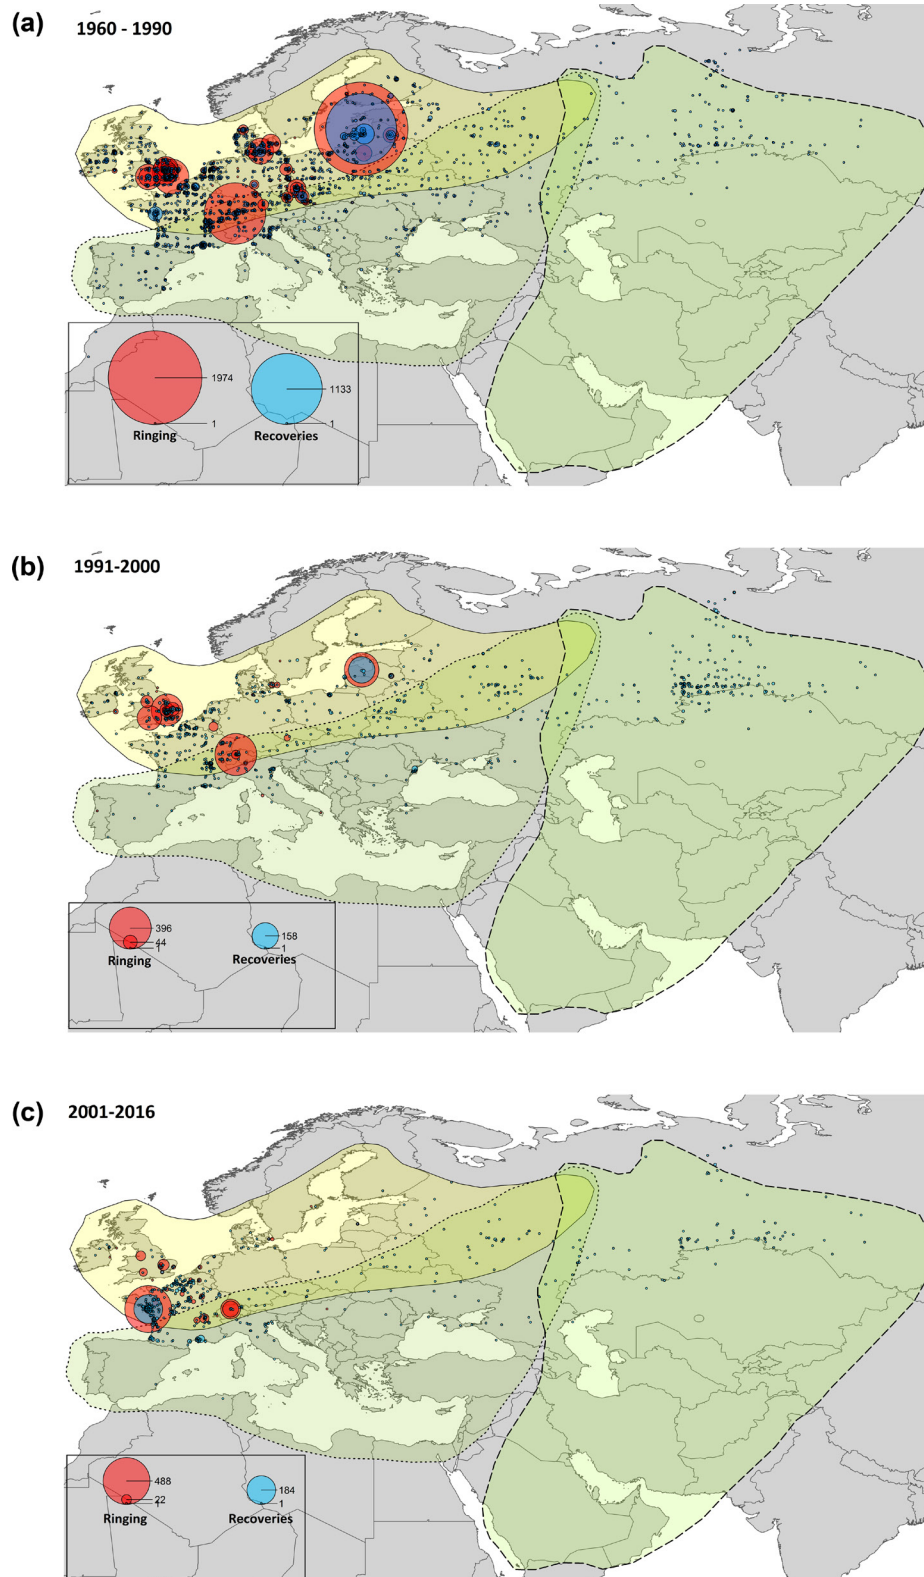 (a) 1960 - 1990
1974
1133
1
1
Ringing
Recoveries
(b) 1991-2000
396
44
1
158
1
Ringing
Recoveries
(c) 2001-2016
488
22
1
184
1
Ringing
Recoveries